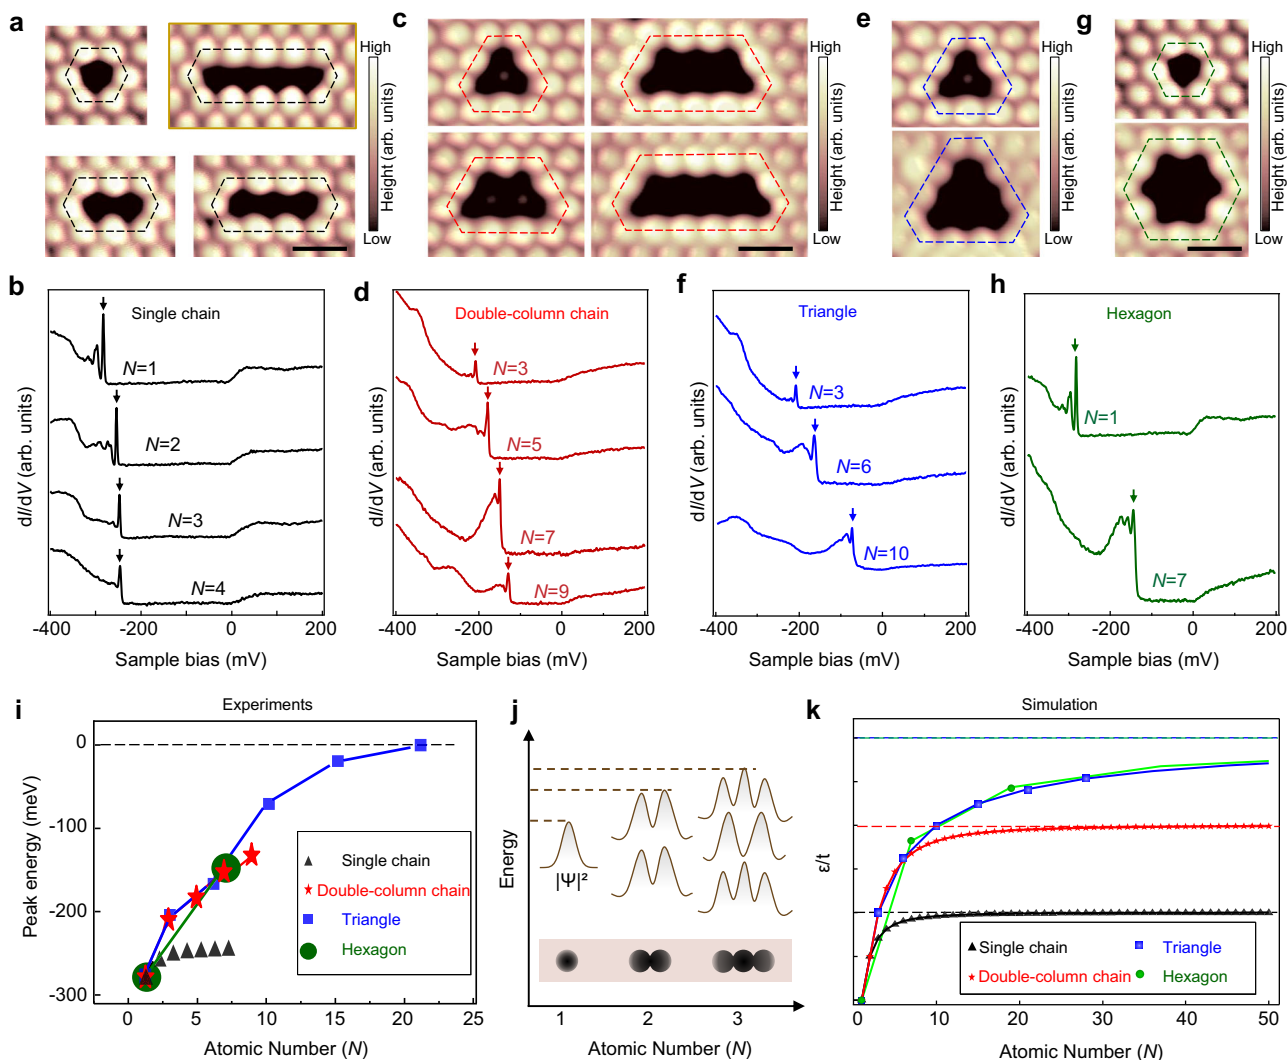 a
High
Height (arb. units)
Low
c
High
Height (arb. units)
Low
e
High
Height (arb. units)
Low
g
High
Height (arb. units)
Low
b
Single chain
N=1
N=2
N=3
N=4
dI/dV (arb. units)
-400 -200 0 200
Sample bias (mV)
d
Double-column chain
N=3
N=5
N=7
N=9
dI/dV (arb. units)
-400 -200 0 200
Sample bias (mV)
f
Triangle
N=3
N=6
N=10
dI/dV (arb. units)
-400 -200 0 200
Sample bias (mV)
h
Hexagon
N=1
N=7
dI/dV (arb. units)
-400 -200 0 200
Sample bias (mV)
i
Experiments
Peak energy (meV)
0
-100
-200
-300
Single chain
Double-column chain
Triangle
Hexagon
0 5 10 15 20 25
Atomic Number (N)
j
Energy
|Ψ|²
1 2 3
Atomic Number (N)
k
Simulation
ε/t
Single chain
Double-column chain
Triangle
Hexagon
0 10 20 30 40 50
Atomic Number (N)